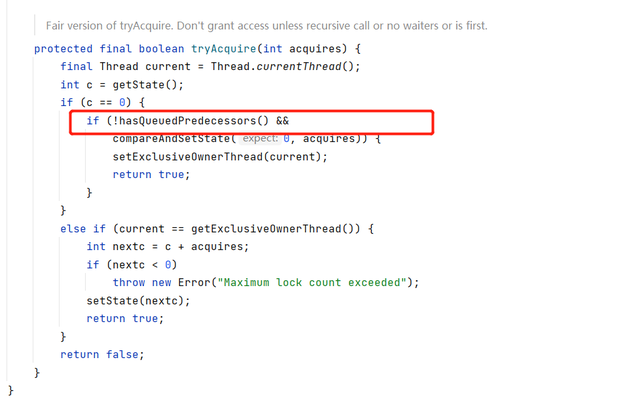 Fair version of tryAcquire. Don't grant access unless recursive call or no waiters or is first.
protected final boolean tryAcquire(int acquires) {
final Thread current = Thread.currentThread();
int c = getState();
if (c == 0) {
if (!hasQueuedPredecessors() &&
compareAndSetState( expect: 0, acquires)) {
setExclusiveOwnerThread(current);
return true;
}
}
else if (current == getExclusiveOwnerThread()) {
int nextc = c + acquires;
if (nextc < 0)
throw new Error("Maximum lock count exceeded");
setState(nextc);
return true;
}
return false;
}
}